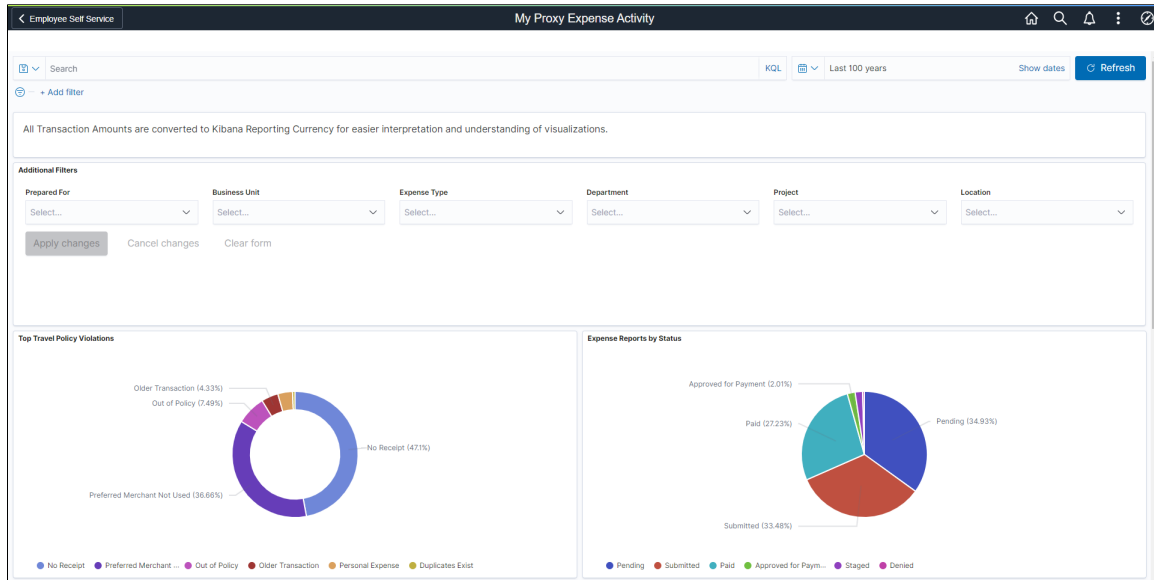 Employee Self Service
My Proxy Expense Activity
Search
KQL
Last 100 years
Show dates
Refresh
+ Add filter
All Transaction Amounts are converted to Kibana Reporting Currency for easier interpretation and understanding of visualizations.
Additional Filters
Prepared For
Business Unit
Expense Type
Department
Project
Location
Select...
Select...
Select...
Select...
Select...
Select...
Apply changes
Cancel changes
Clear form
Top Travel Policy Violations
Older Transaction (4.33%)
Out of Policy (7.49%)
No Receipt (47.1%)
Preferred Merchant Not Used (36.66%)
No Receipt
Preferred Merchant ...
Out of Policy
Older Transaction
Personal Expense
Duplicates Exist
Expense Reports by Status
Approved for Payment (2.01%)
Paid (27.23%)
Pending (34.93%)
Submitted (33.48%)
Pending
Submitted
Paid
Approved for Paym...
Staged
Denied